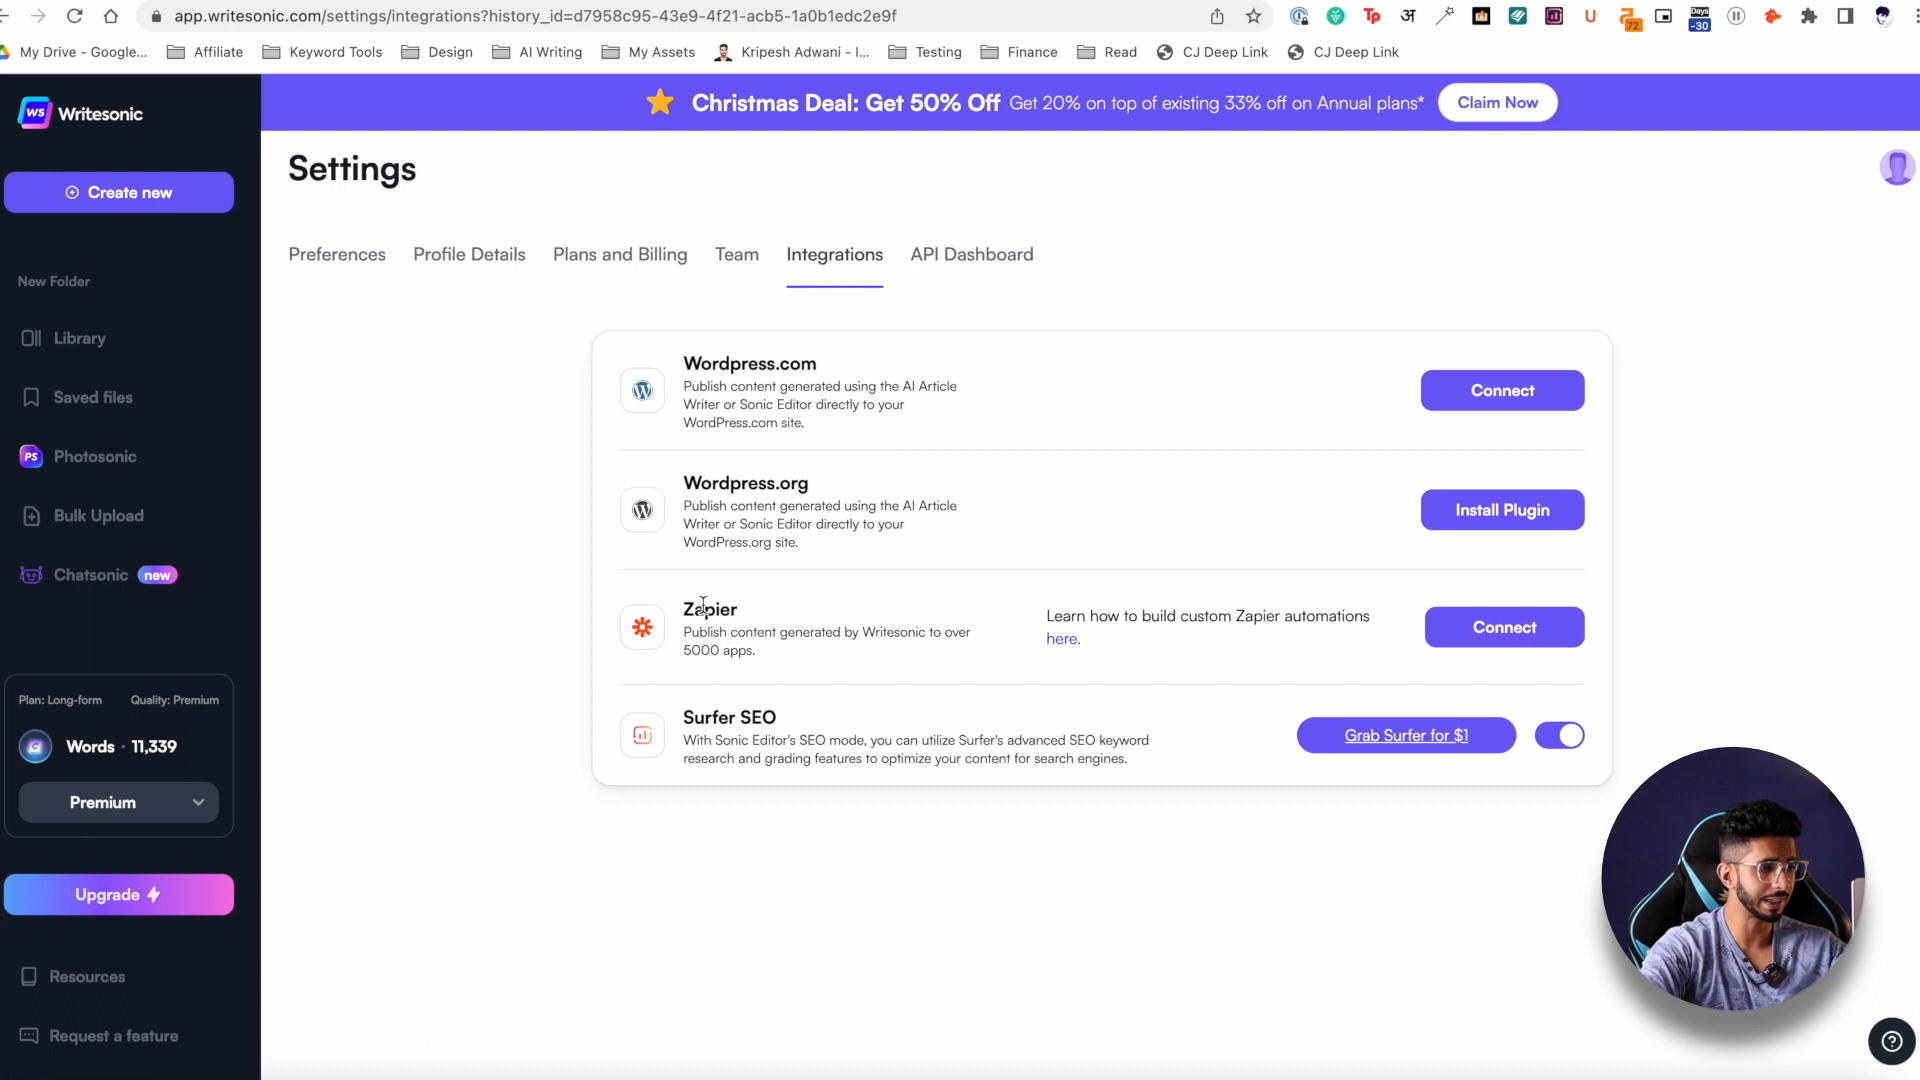 app.writesonic.com/settings/integrations?history_id=d7958c95-43e9-4f21-acb5-1a0b1edc2e9f
Tp
अ
U
72
Days
-30
My Drive - Google...
Affiliate
Keyword Tools
Design
AI Writing
My Assets
Kripesh Adwani - I...
Testing
Finance
Read
CJ Deep Link
CJ Deep Link
WS Writesonic
Christmas Deal: Get 50% Off Get 20% on top of existing 33% off on Annual plans*
Claim Now
Create new
Settings
Preferences
Profile Details
Plans and Billing
Team
Integrations
API Dashboard
New Folder
Library
Saved files
PS Photosonic
Bulk Upload
Chatsonic new
Wordpress.com
Publish content generated using the AI Article
Writer or Sonic Editor directly to your
WordPress.com site.
Connect
Wordpress.org
Publish content generated using the AI Article
Writer or Sonic Editor directly to your
WordPress.org site.
Install Plugin
Zapier
Publish content generated by Writesonic to over
5000 apps.
Learn how to build custom Zapier automations
here.
Connect
Surfer SEO
With Sonic Editor's SEO mode, you can utilize Surfer's advanced SEO keyword
research and grading features to optimize your content for search engines.
Grab Surfer for $1
Plan: Long-form
Quality: Premium
Words · 11,339
Premium
Upgrade
Resources
Request a feature